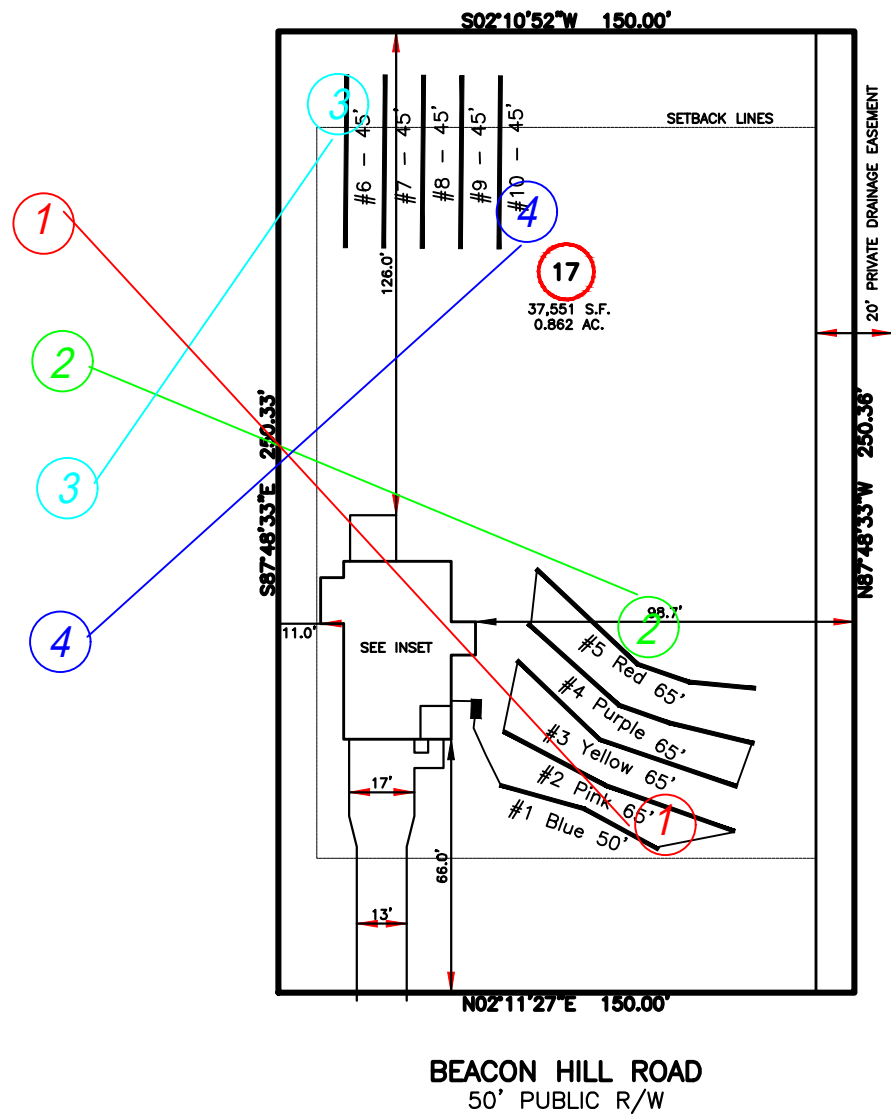 S02°10'52"W 150.00'
SETBACK LINES
20' PRIVATE DRAINAGE EASEMENT
3
#6 - 45'
#7 - 45'
#8 - 45'
#9 - 45'
#10 - 45'
1
4
17
37,551 S.F.
0.862 AC.
126.0'
2
S87°48'33"E 250.33'
N87°48'33"W 250.36'
3
98.7'
2
11.0'
4
SEE INSET
#5 Red 65'
#4 Purple 65'
#3 Yellow 65'
#2 Pink 65'
#1 Blue 50'
1
17'
66.0'
13'
N02°11'27"E 150.00'
BEACON HILL ROAD
50' PUBLIC R/W